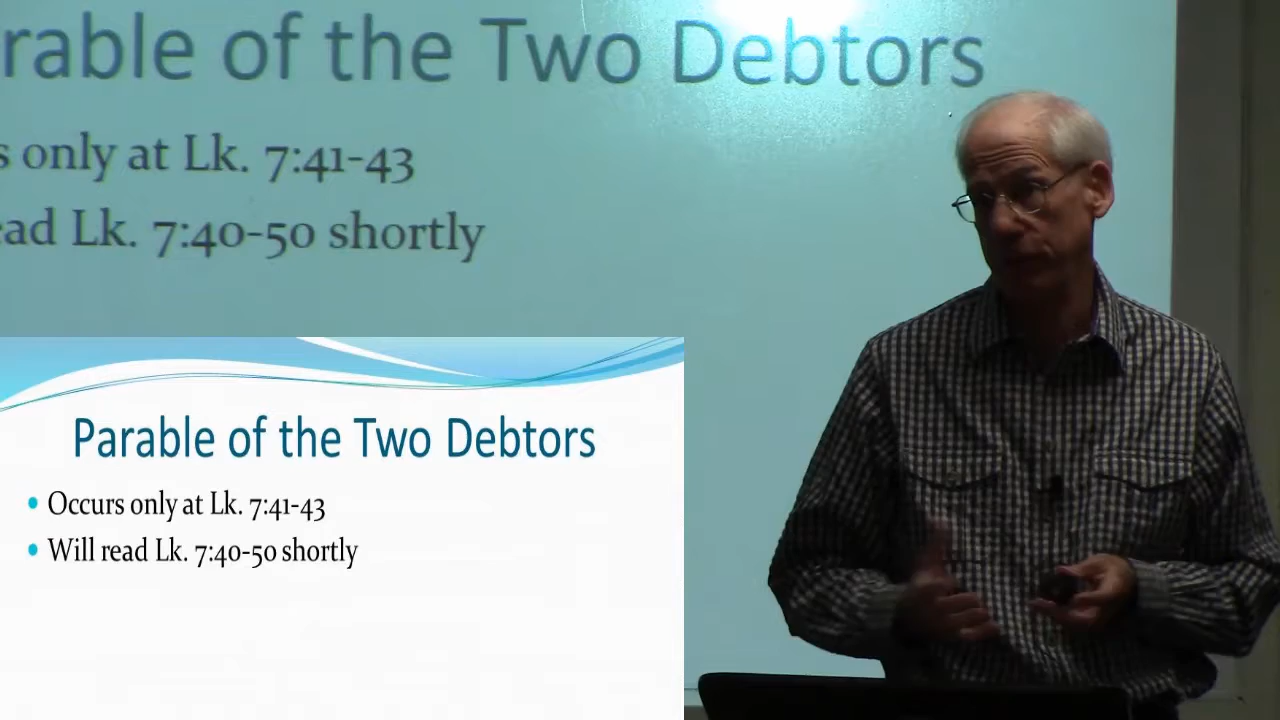 rable of the Two Debtors
s only at Lk. 7:41-43
ead Lk. 7:40-50 shortly
Parable of the Two Debtors
• Occurs only at Lk. 7:41-43
• Will read Lk. 7:40-50 shortly